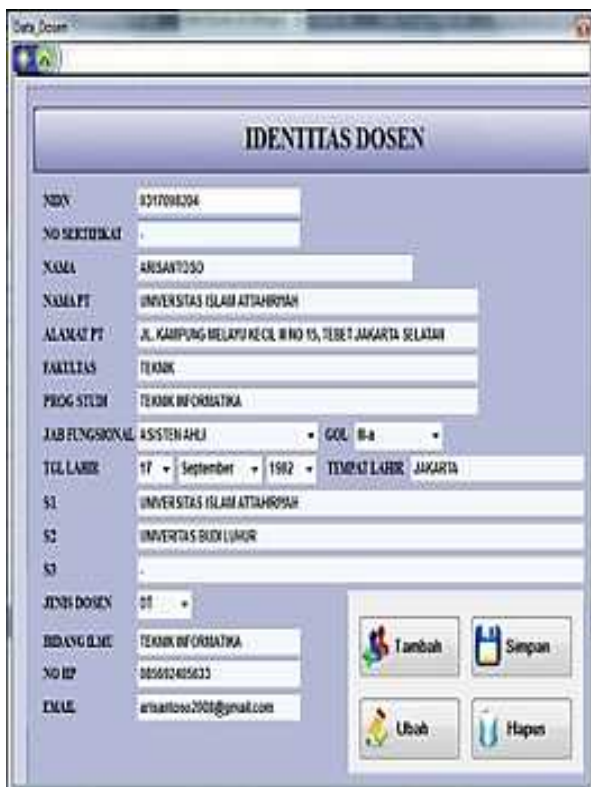 Data_Dosen
IDENTITAS DOSEN
NIDN 0317098204
NO SERTIFIKAT -
NAMA ARISANTOSO
NAMA PT UNIVERSITAS ISLAM ATTAHIRIYAH
ALAMAT PT JL. KAMPUNG MELAYU KECIL III NO 15, TEBET JAKARTA SELATAN
FAKULTAS TEKNIK
PROG STUDI TEKNIK INFORMATIKA
JAB FUNGSIONAL ASISTEN AHLI GOL III-a
TGL LAHIR 17 September 1982 TEMPAT LAHIR JAKARTA
S1 UNIVERSITAS ISLAM ATTAHIRIYAH
S2 UNIVERITAS BUDI LUHUR
S3 -
JENIS DOSEN DT
BIDANG ILMU TEKNIK INFORMATIKA
NO HP
EMAIL arisantoso2008@gmail.com
Tambah Simpan
Ubah Hapus